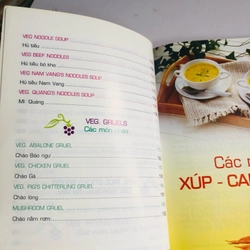 VEG NOODLE SOUP
Hủ tiếu
VEG BEEF NOODLES
Hủ tiếu bò kho
VEG NAM VANG'S NOODLES SOUP
Hủ tiếu Nam Vang
VEG. QUANG'S NOODLES SOUP
Mì Quảng
VEG. GRUELS
Các món cháo
VEG. ABALONE GRUEL
Cháo Bào ngư
VEG. CHICKEN GRUEL
Cháo Gà
VEG. PIG'S CHITTERLING GRUEL
Cháo lòng
MUSHROOM GRUEL
Cháo nấm rơm
Các
XÚP - CA